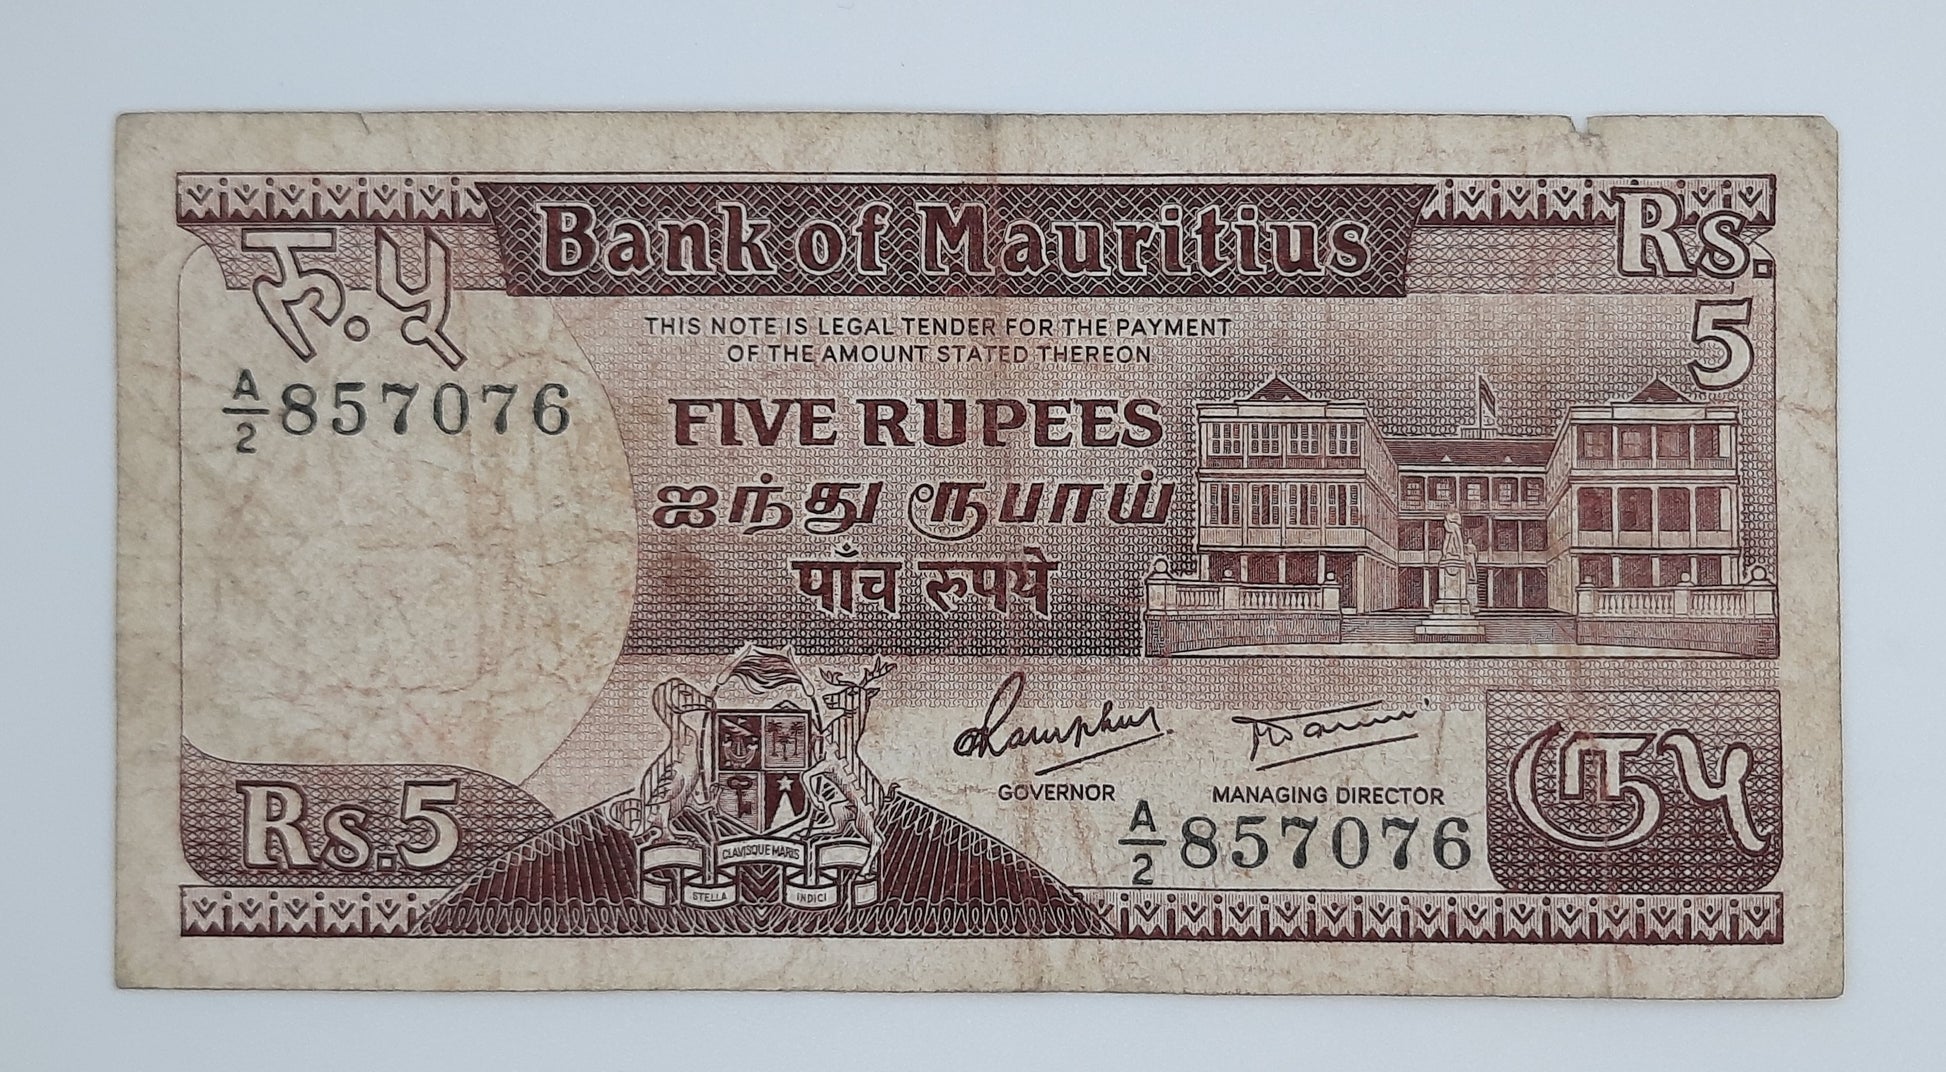 Bank of Mauritius
Rs.
5
रु. ५
THIS NOTE IS LEGAL TENDER FOR THE PAYMENT
OF THE AMOUNT STATED THEREON
A/2 857076
FIVE RUPEES
ஐந்து ரூபாய்
पाँच रुपये
GOVERNOR
MANAGING DIRECTOR
A/2 857076
Rs.5
CLAVISQUE MARIS
STELLA
INDICI